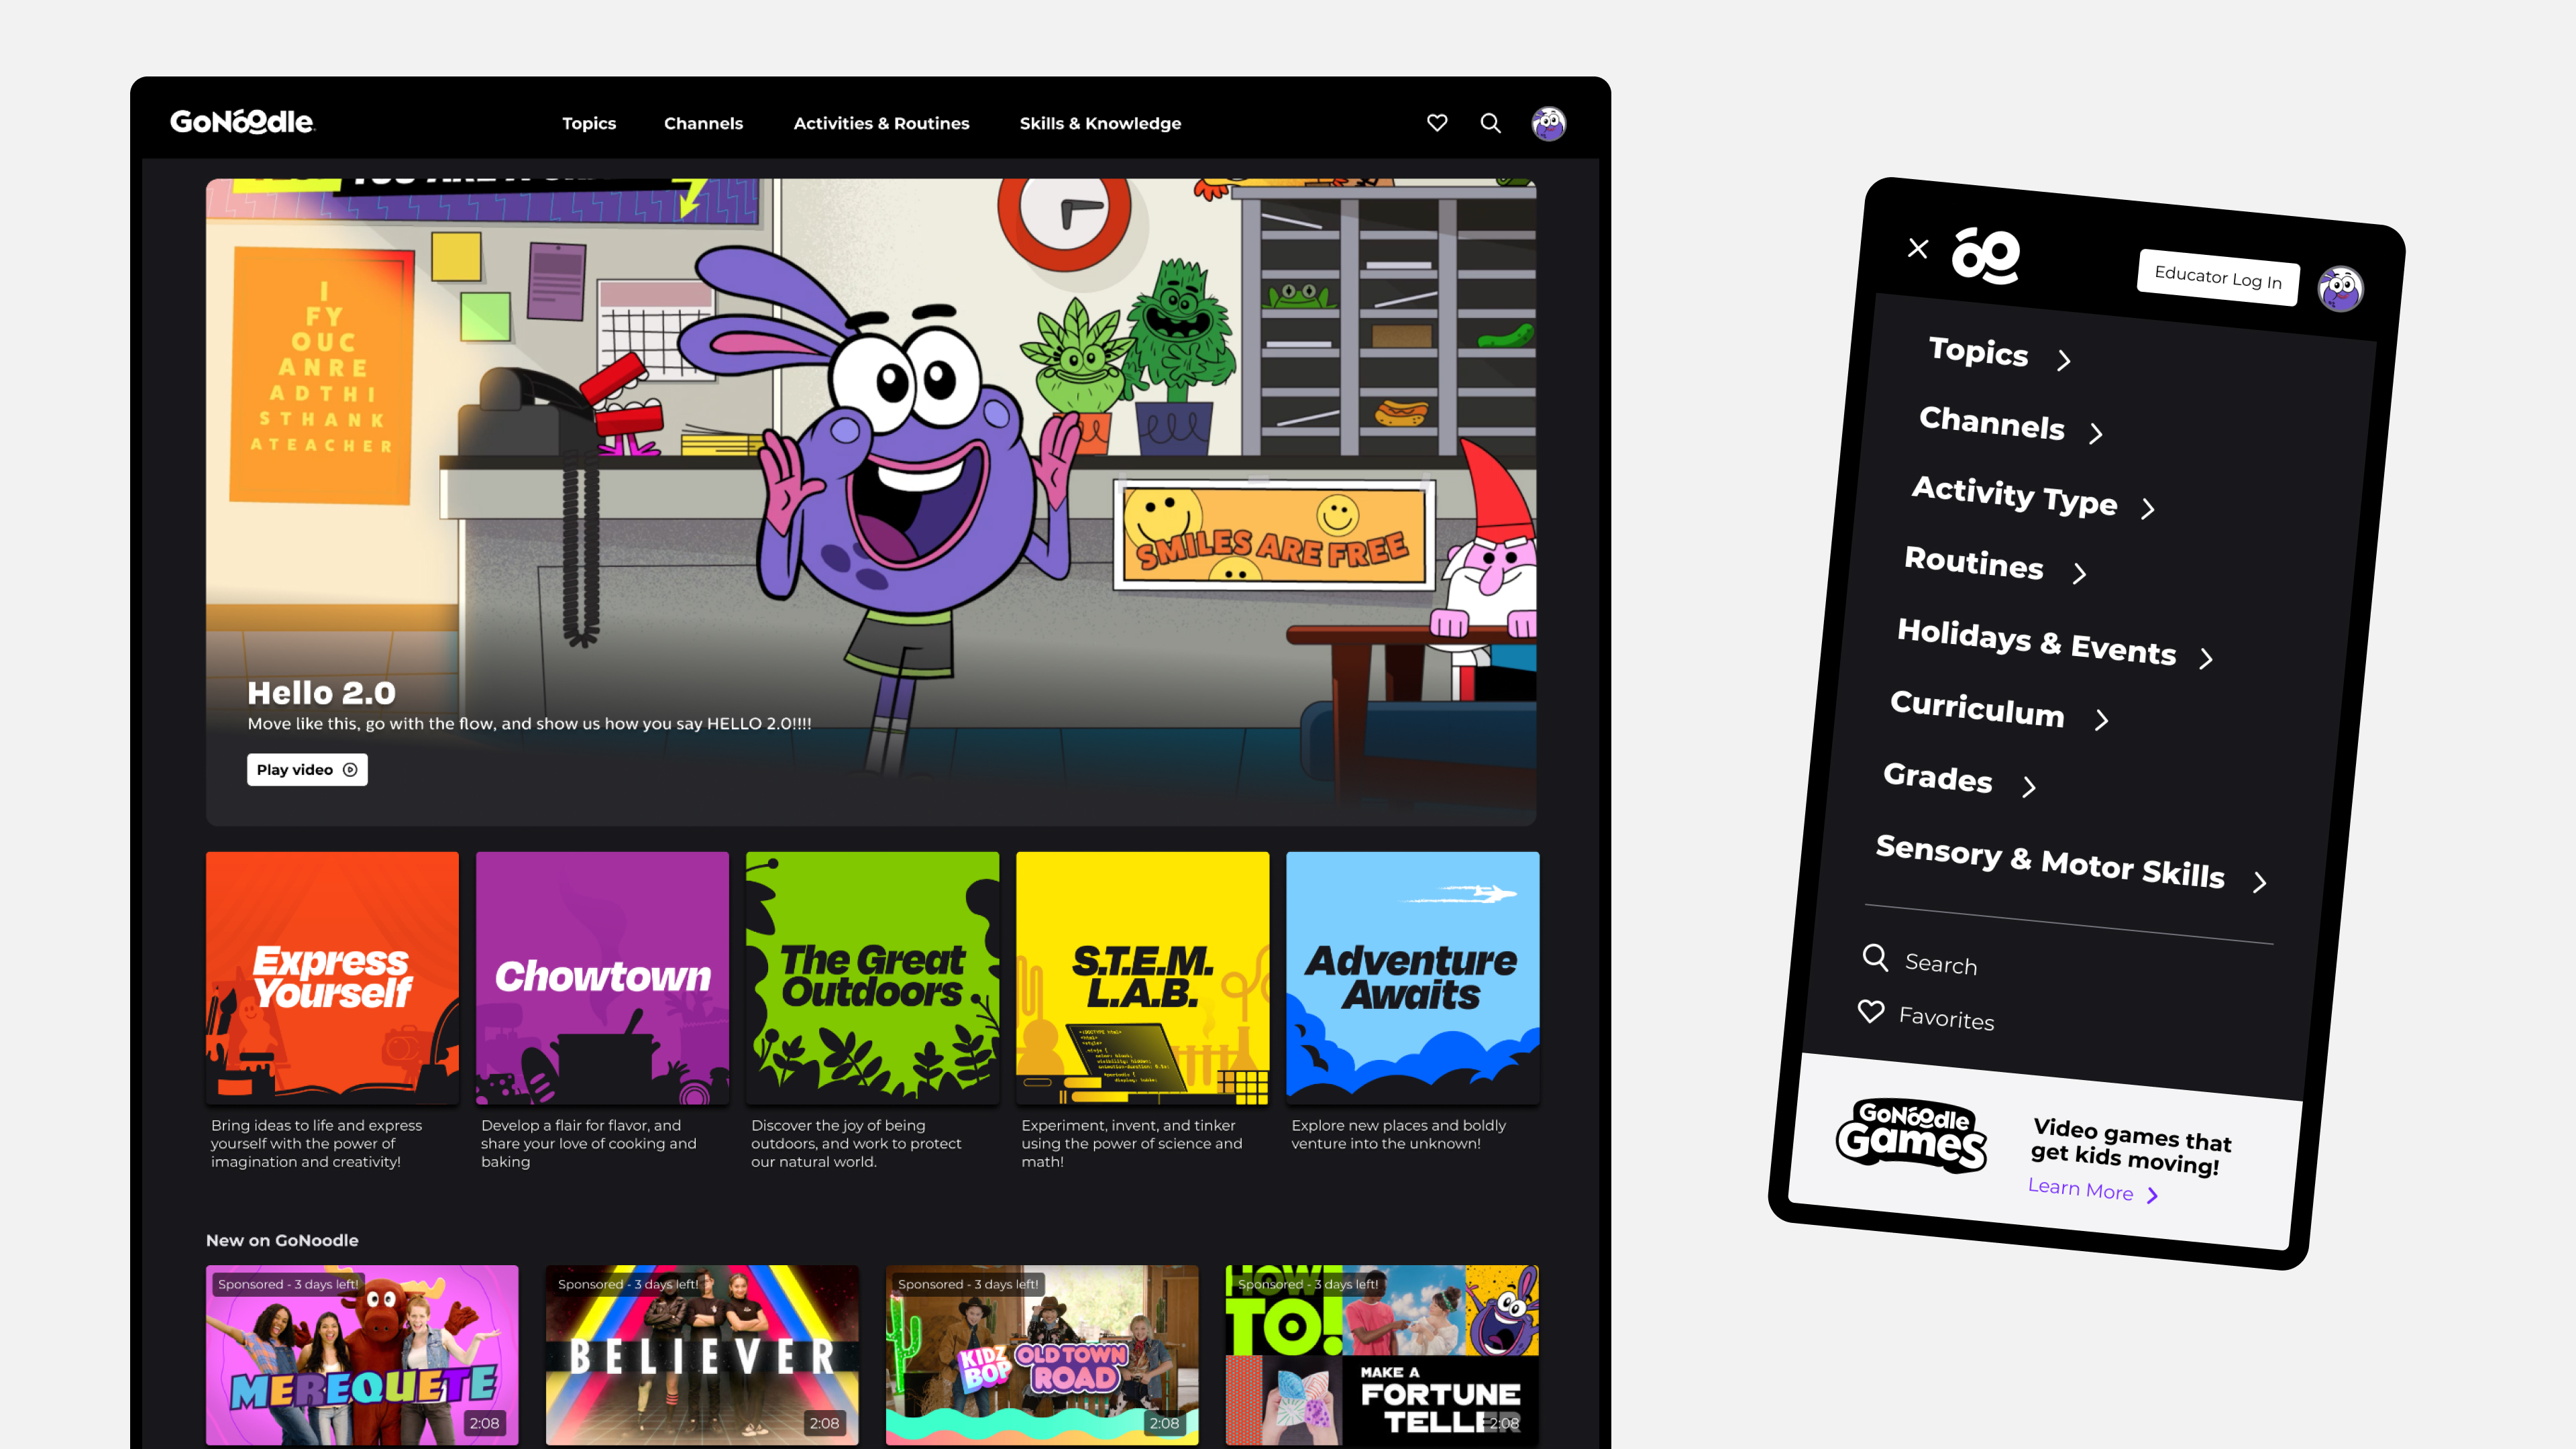 GoNoodle
Topics
Channels
Activities & Routines
Skills & Knowledge
YOU ARE
I
FY
OUC
ANRE
ADTHI
STHANK
ATEACHER
SMILES ARE FREE
Hello 2.0
Move like this, go with the flow, and show us how you say HELLO 2.0!!!!
Play video
Express
Yourself
Chowtown
The Great
Outdoors
S.T.E.M.
L.A.B.
<!DOCTYPE html>
<html>
<style>
Adventure
Awaits
Bring ideas to life and express
yourself with the power of
imagination and creativity!
Develop a flair for flavor, and
share your love of cooking and
baking
Discover the joy of being
outdoors, and work to protect
our natural world.
Experiment, invent, and tinker
using the power of science and
math!
Explore new places and boldly
venture into the unknown!
New on GoNoodle
Sponsored - 3 days left!
MEREQUETE
2:08
Sponsored - 3 days left!
BELIEVER
2:08
Sponsored - 3 days left!
KIDZ
BOP
OLD TOWN
ROAD
2:08
Sponsored - 3 days left!
HOW
TO!
MAKE A
FORTUNE
TELLER
2:08
Educator Log In
Topics
Channels
Activity Type
Routines
Holidays & Events
Curriculum
Grades
Sensory & Motor Skills
Search
Favorites
GoNoodle
Games
Video games that
get kids moving!
Learn More